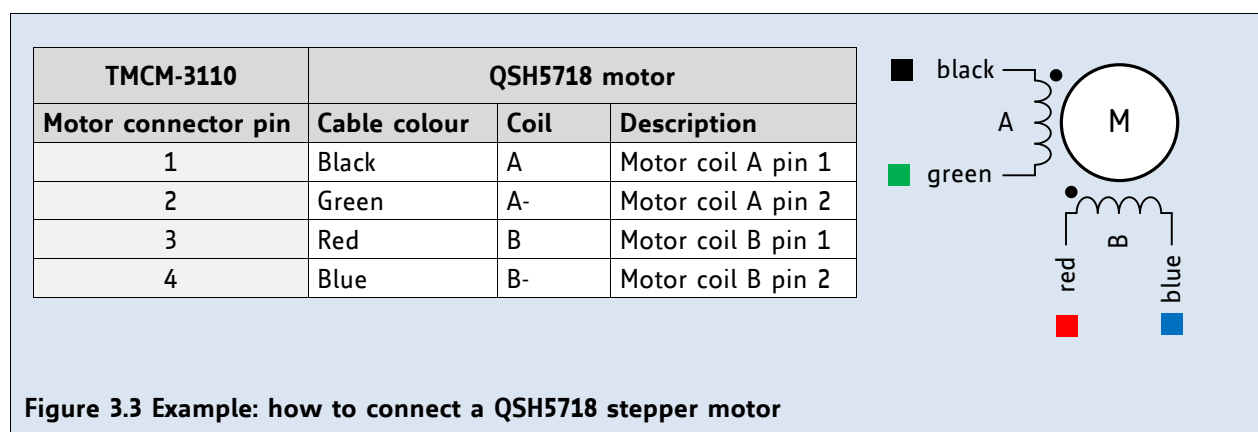 TMCM-3110 QSH5718 motor
Motor connector pin Cable colour Coil Description
1 Black A Motor coil A pin 1
2 Green A- Motor coil A pin 2
3 Red B Motor coil B pin 1
4 Blue B- Motor coil B pin 2
black
A
M
green
B
red
blue
Figure 3.3 Example: how to connect a QSH5718 stepper motor